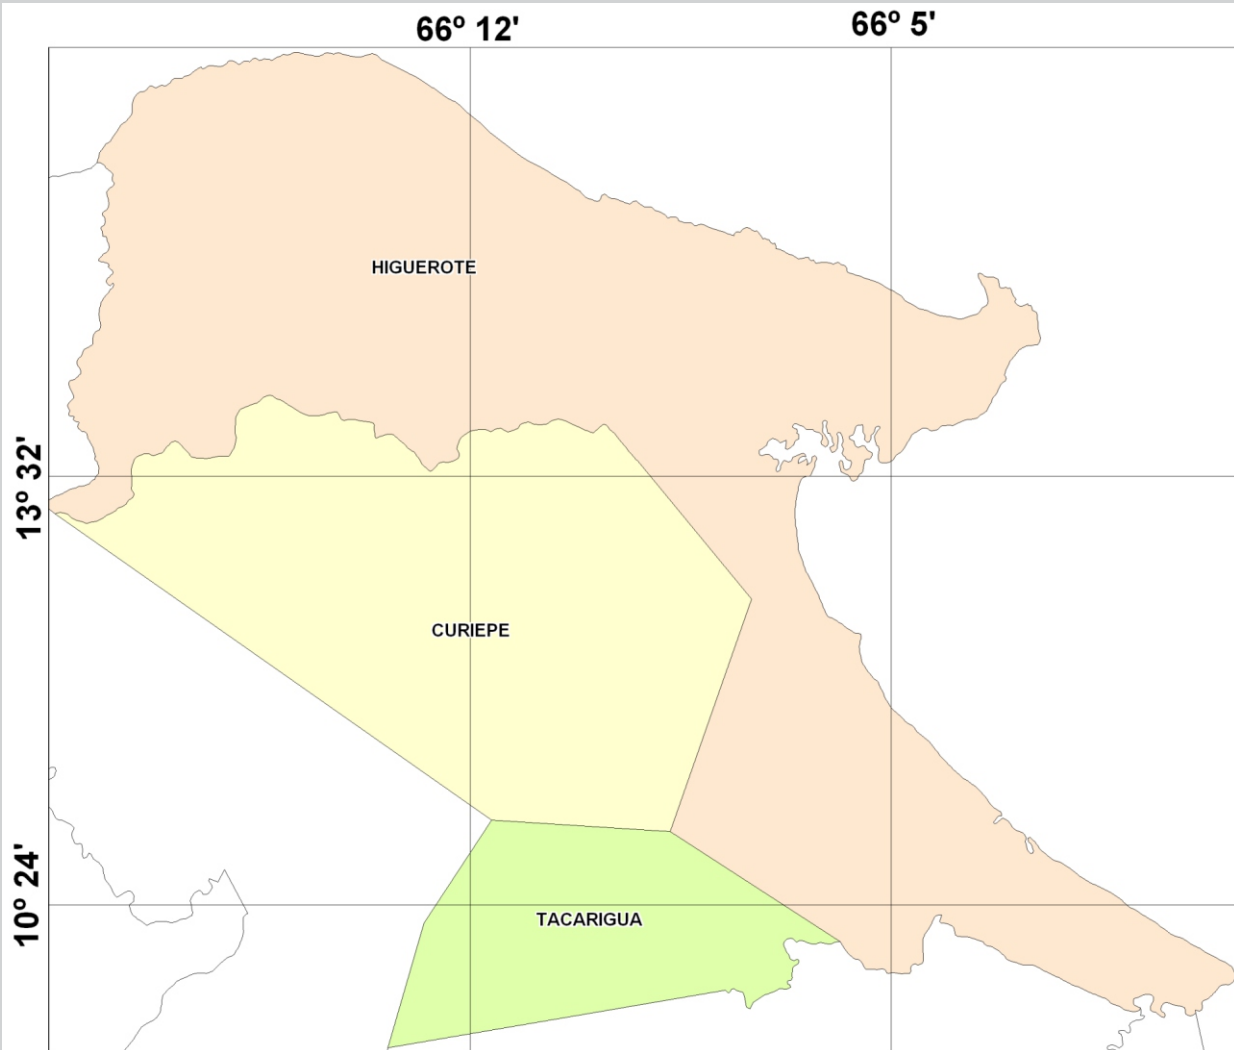 66º 12'
66º 5'
HIGUEROTE
13º 32'
CURIEPE
10º 24'
TACARIGUA